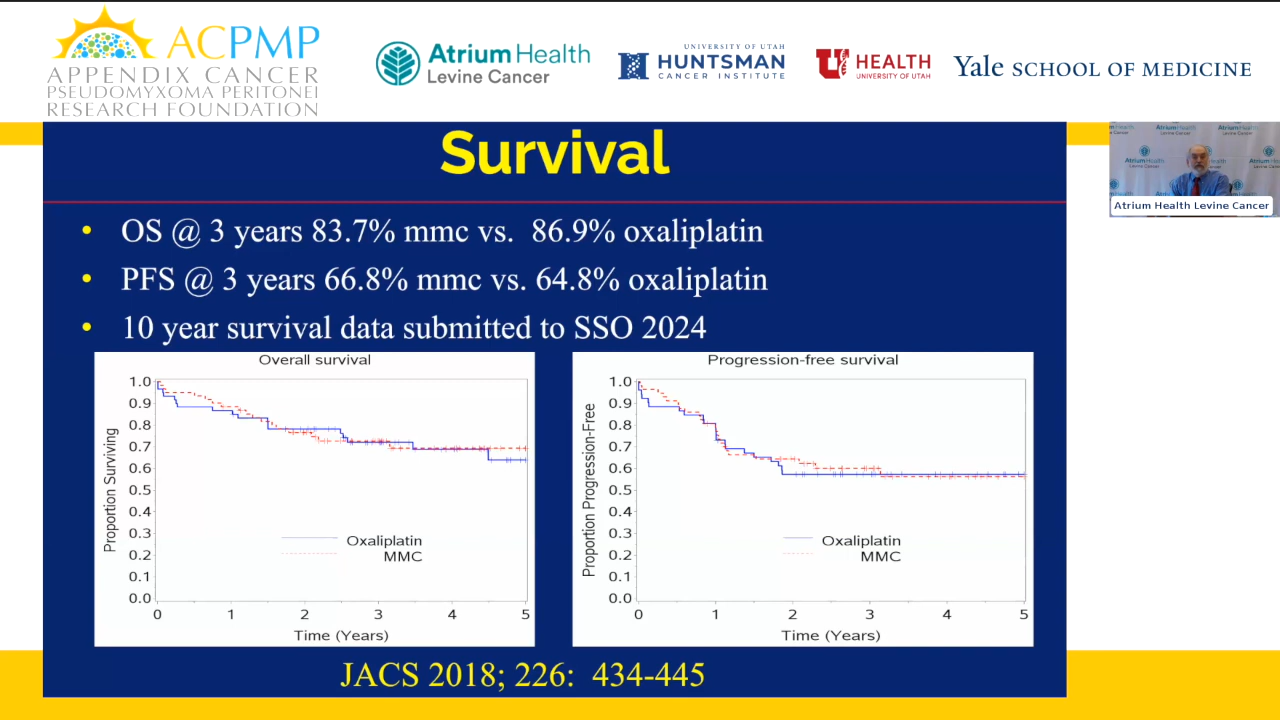 ACPMP
APPENDIX CANCER
PSEUDOMYXOMA PERITONEI
RESEARCH FOUNDATION
Atrium Health
Levine Cancer
UNIVERSITY OF UTAH
HUNTSMAN
CANCER INSTITUTE
HEALTH
UNIVERSITY OF UTAH
Yale SCHOOL OF MEDICINE
Survival
• OS @ 3 years 83.7% mmc vs. 86.9% oxaliplatin
• PFS @ 3 years 66.8% mmc vs. 64.8% oxaliplatin
• 10 year survival data submitted to SSO 2024
Overall survival
Proportion Surviving
1.0
0.9
0.8
0.7
0.6
0.5
0.4
0.3
0.2
0.1
0.0
Oxaliplatin
MMC
0 1 2 3 4 5
Time (Years)
Progression-free survival
Proportion Progression-Free
1.0
0.9
0.8
0.7
0.6
0.5
0.4
0.3
0.2
0.1
0.0
Oxaliplatin
MMC
0 1 2 3 4 5
Time (Years)
JACS 2018; 226: 434-445
AtriumHealth
Levine Cancer
Atrium Health Levine Cancer